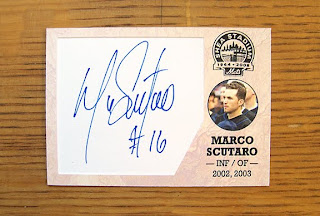 M Scutaro
#16
SHEA STADIUM
1964 - 2008
Mets
MARCO
SCUTARO
INF / OF
2002, 2003